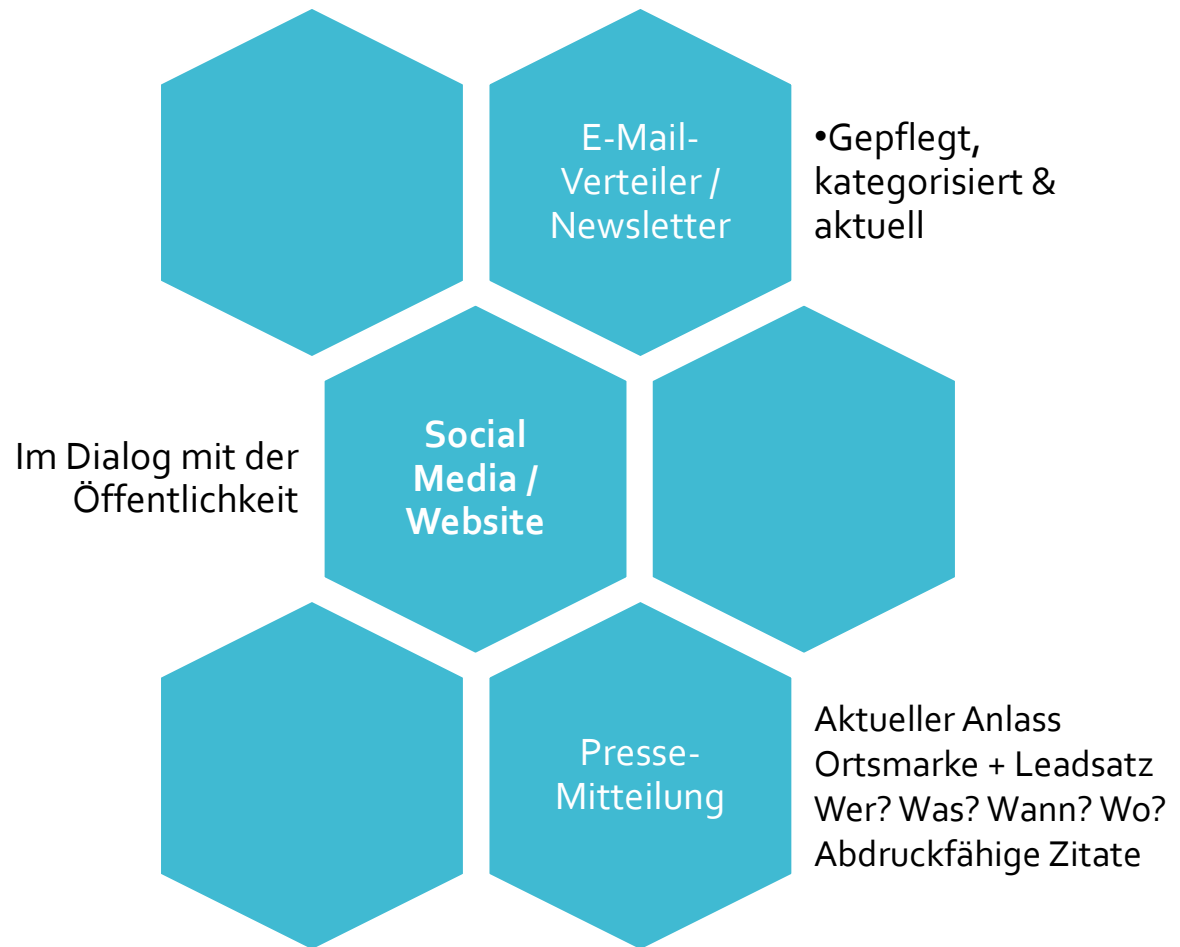 E-Mail-
Verteiler /
Newsletter
•Gepflegt,
kategorisiert &
aktuell
Im Dialog mit der
Öffentlichkeit
Social
Media /
Website
Presse-
Mitteilung
Aktueller Anlass
Ortsmarke + Leadsatz
Wer? Was? Wann? Wo?
Abdruckfähige Zitate